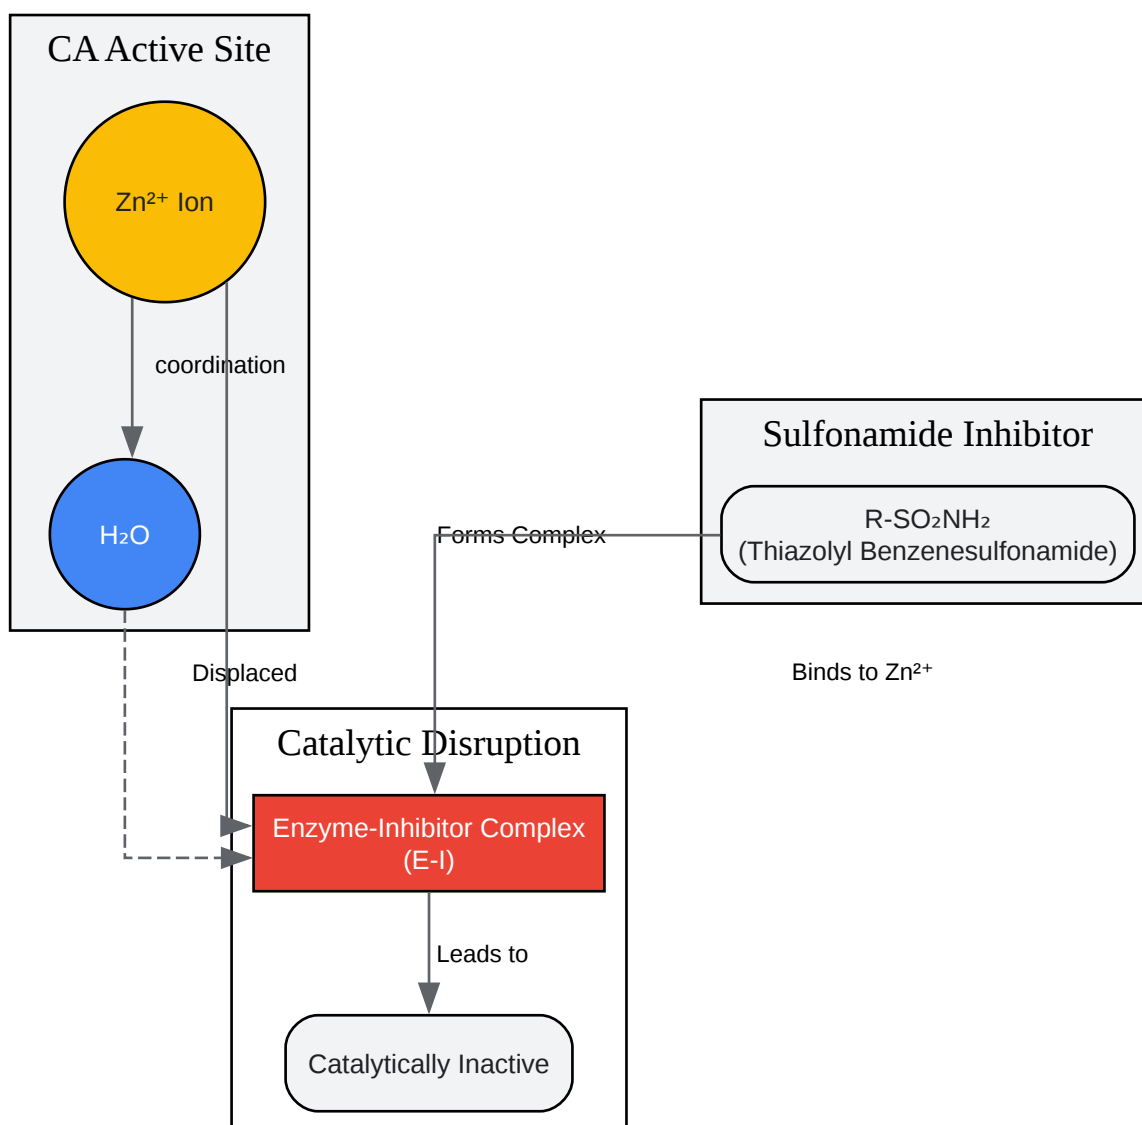 CA Active Site
Zn²⁺ Ion
coordination
H₂O
Sulfonamide Inhibitor
R-SO₂NH₂
(Thiazolyl Benzenesulfonamide)
Forms Complex
Displaced
Binds to Zn²⁺
Catalytic Disruption
Enzyme-Inhibitor Complex
(E-I)
Leads to
Catalytically Inactive